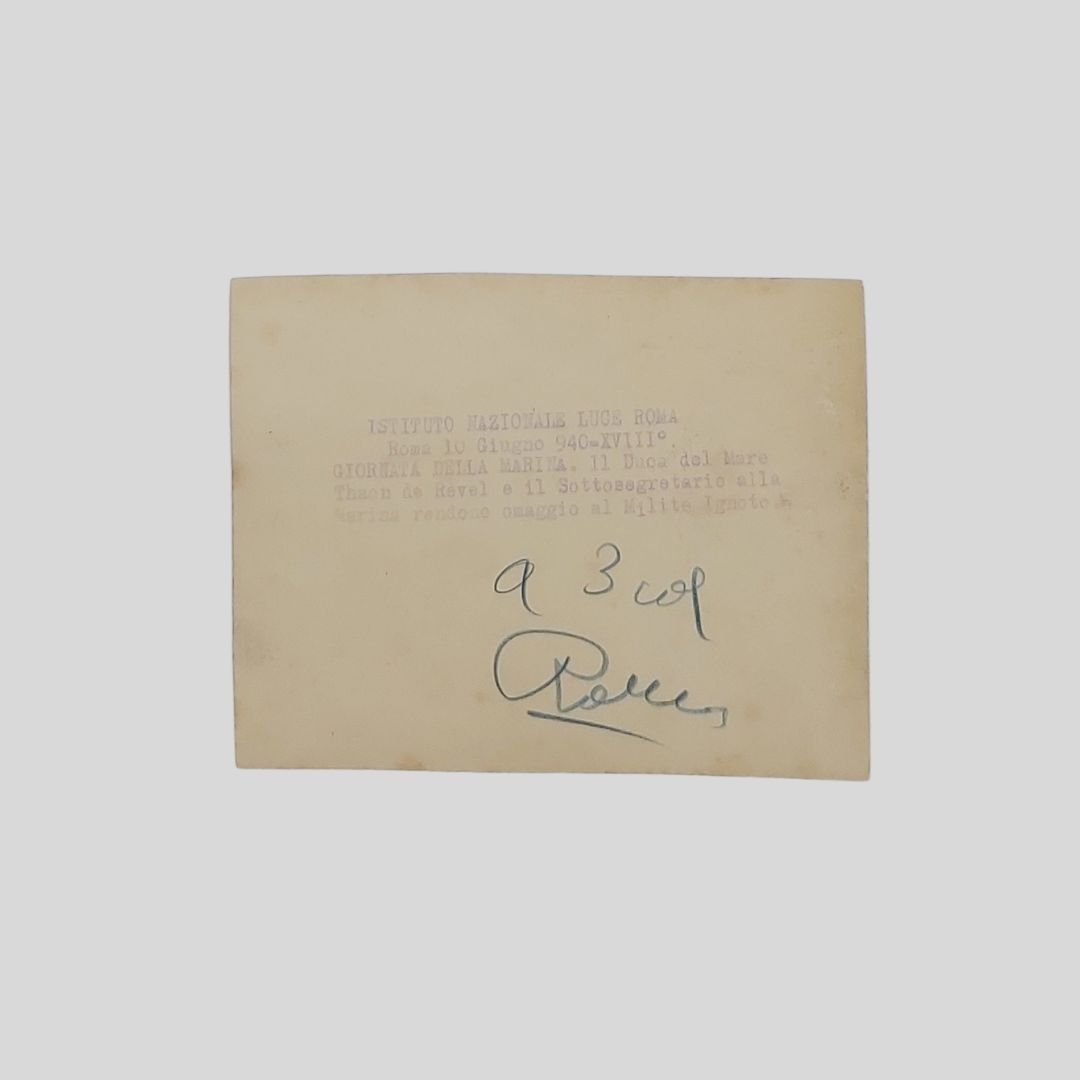 ISTITUTO NAZIONALE LUCE ROMA
Roma 10 Giugno 940=XVIII°.
GIORNATA DELLA MARINA. Il Duca del Mare
Thaon de Revel e il Sottosegretario alla
Marina rendono omaggio al Milite Ignoto
a 3 col